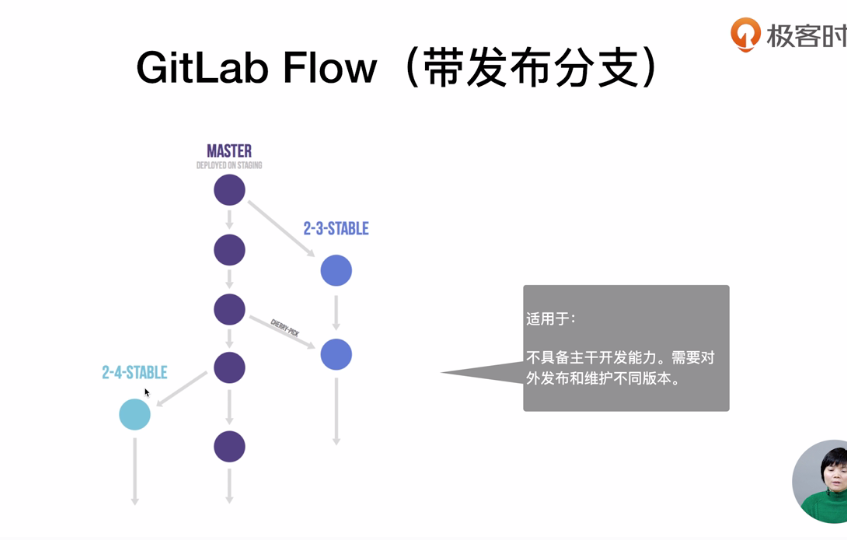 极客时
GitLab Flow（带发布分支）
MASTER
DEPLOYED ON STAGING
2-3-STABLE
CHERRY-PICK
2-4-STABLE
适用于：
不具备主干开发能力。需要对
外发布和维护不同版本。